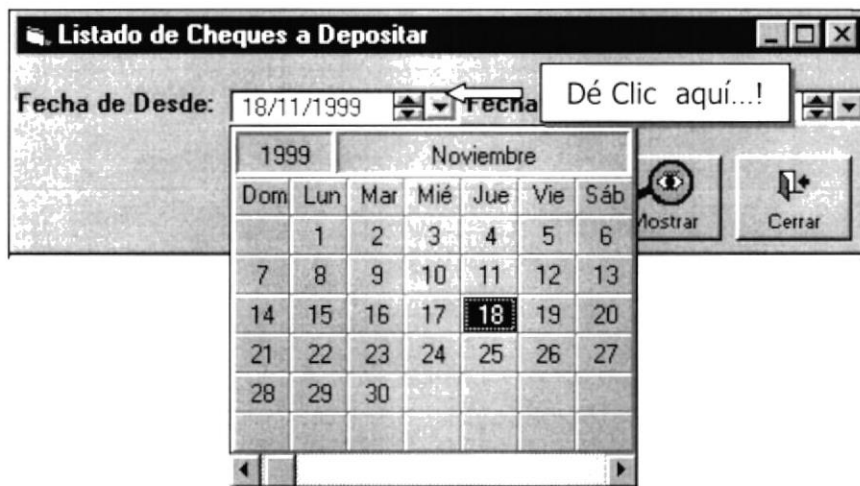 Listado de Cheques a Depositar
Fecha de Desde: 18/11/1999 Fecha
Dé Clic aquí...!
1999 Noviembre
Dom Lun Mar Mié Jue Vie Sáb
1 2 3 4 5 6
7 8 9 10 11 12 13
14 15 16 17 18 19 20
21 22 23 24 25 26 27
28 29 30
Mostrar
Cerrar